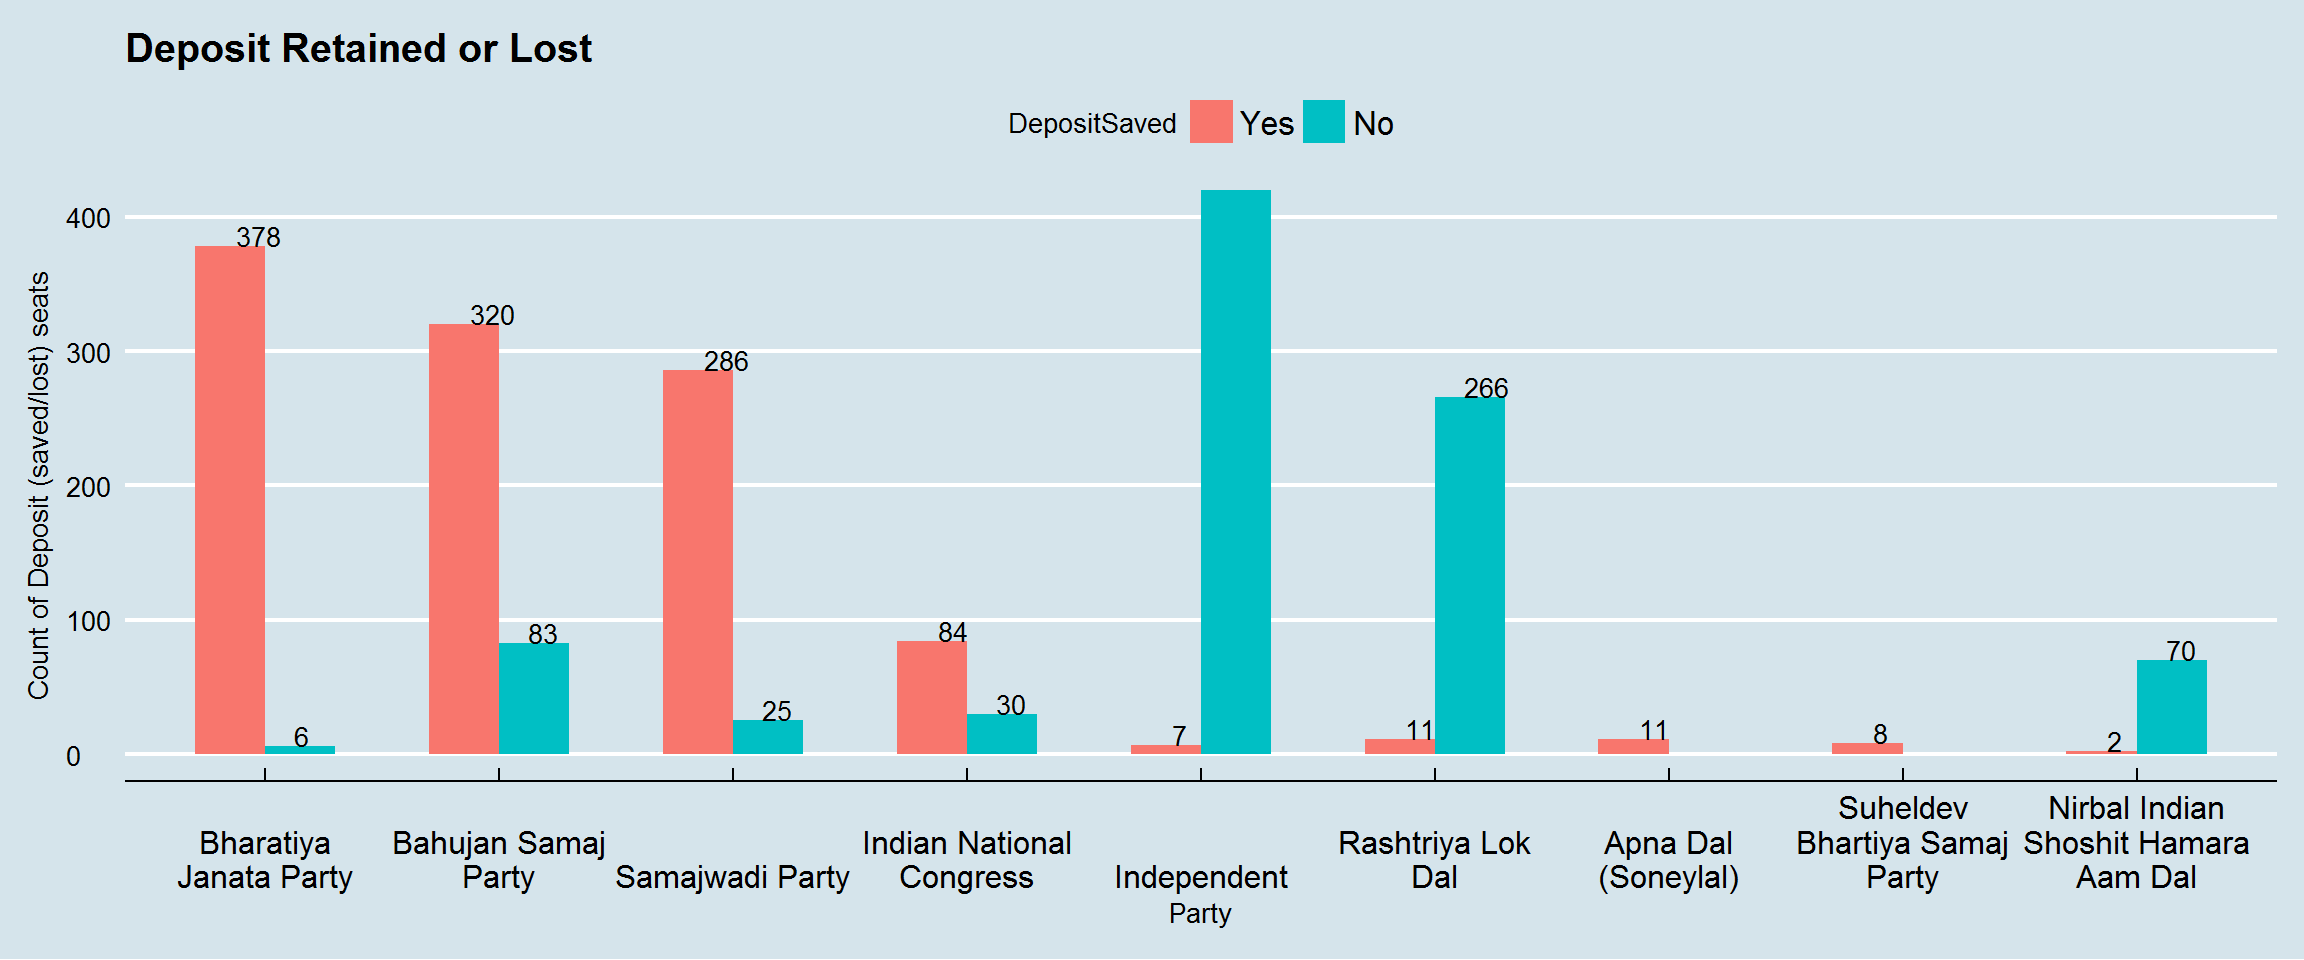 Deposit Retained or Lost
DepositSaved Yes No
Count of Deposit (saved/lost) seats
400
300
200
100
0
378
6
320
83
286
25
84
30
7
11
266
11
8
2
70
Bharatiya
Janata Party
Bahujan Samaj
Party
Samajwadi Party
Indian National
Congress
Independent
Rashtriya Lok
Dal
Apna Dal
(Soneylal)
Suheldev
Bhartiya Samaj
Party
Nirbal Indian
Shoshit Hamara
Aam Dal
Party